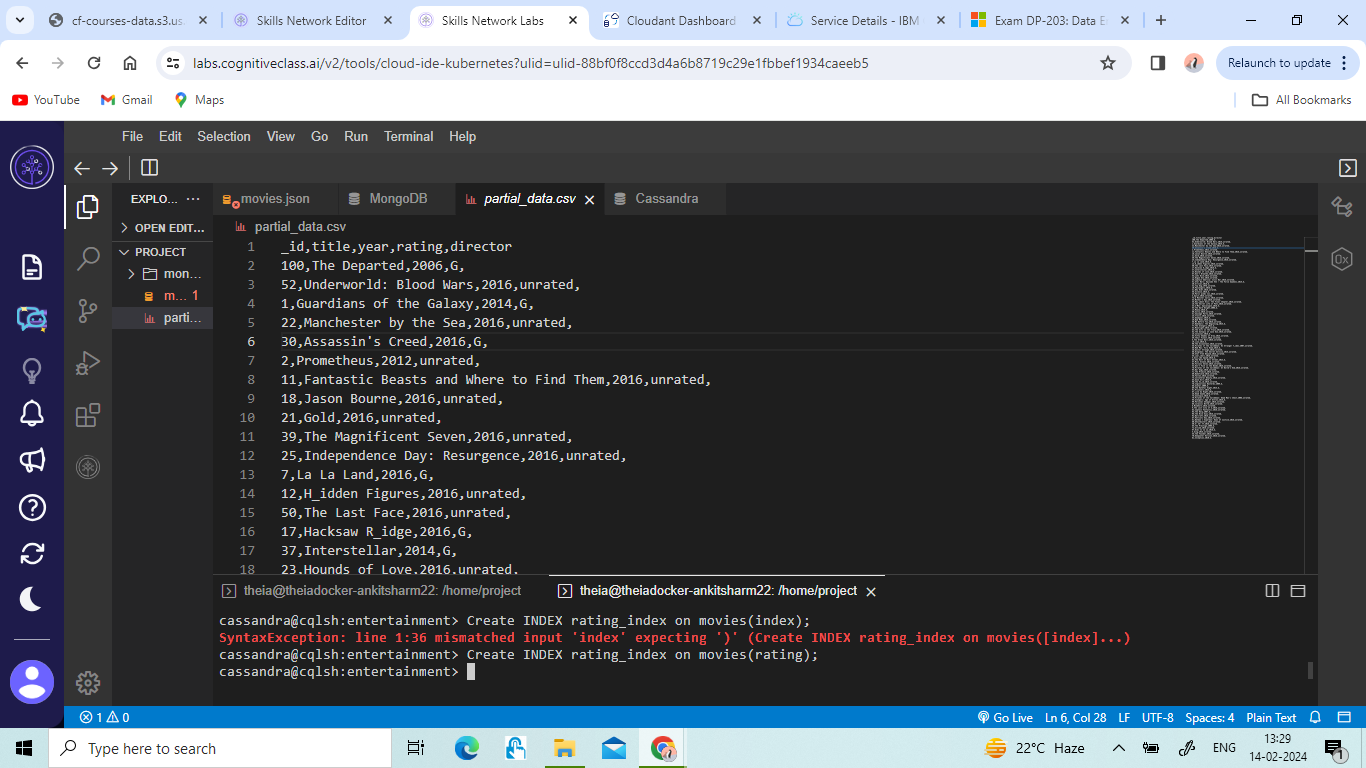 cf-courses-data.s3.us
Skills Network Editor
Skills Network Labs
Cloudant Dashboard
Service Details - IBM
Exam DP-203: Data E
labs.cognitiveclass.ai/v2/tools/cloud-ide-kubernetes?ulid=ulid-88bf0f8ccd3d4a6b8719c29e1fbbef1934caeeb5
Relaunch to update
YouTube
Gmail
Maps
All Bookmarks
File Edit Selection View Go Run Terminal Help
EXPLO...
movies.json
MongoDB
partial_data.csv
Cassandra
OPEN EDIT...
PROJECT
mon...
m... 1
parti...
partial_data.csv
1 _id,title,year,rating,director
2 100,The Departed,2006,G,
3 52,Underworld: Blood Wars,2016,unrated,
4 1,Guardians of the Galaxy,2014,G,
5 22,Manchester by the Sea,2016,unrated,
6 30,Assassin's Creed,2016,G,
7 2,Prometheus,2012,unrated,
8 11,Fantastic Beasts and Where to Find Them,2016,unrated,
9 18,Jason Bourne,2016,unrated,
10 21,Gold,2016,unrated,
11 39,The Magnificent Seven,2016,unrated,
12 25,Independence Day: Resurgence,2016,unrated,
13 7,La La Land,2016,G,
14 12,H_idden Figures,2016,unrated,
15 50,The Last Face,2016,unrated,
16 17,Hacksaw R_idge,2016,G,
17 37,Interstellar,2014,G,
18 23,Hounds of Love,2016,unrated,
0x
theia@theiadocker-ankitsharm22: /home/project
theia@theiadocker-ankitsharm22: /home/project
cassandra@cqlsh:entertainment> Create INDEX rating_index on movies(index);
SyntaxException: line 1:36 mismatched input 'index' expecting ')' (Create INDEX rating_index on movies([index]...)
cassandra@cqlsh:entertainment> Create INDEX rating_index on movies(rating);
cassandra@cqlsh:entertainment>
1 0
Go Live
Ln 6, Col 28
LF
UTF-8
Spaces: 4
Plain Text
Type here to search
22°C Haze
ENG
13:29
14-02-2024
1